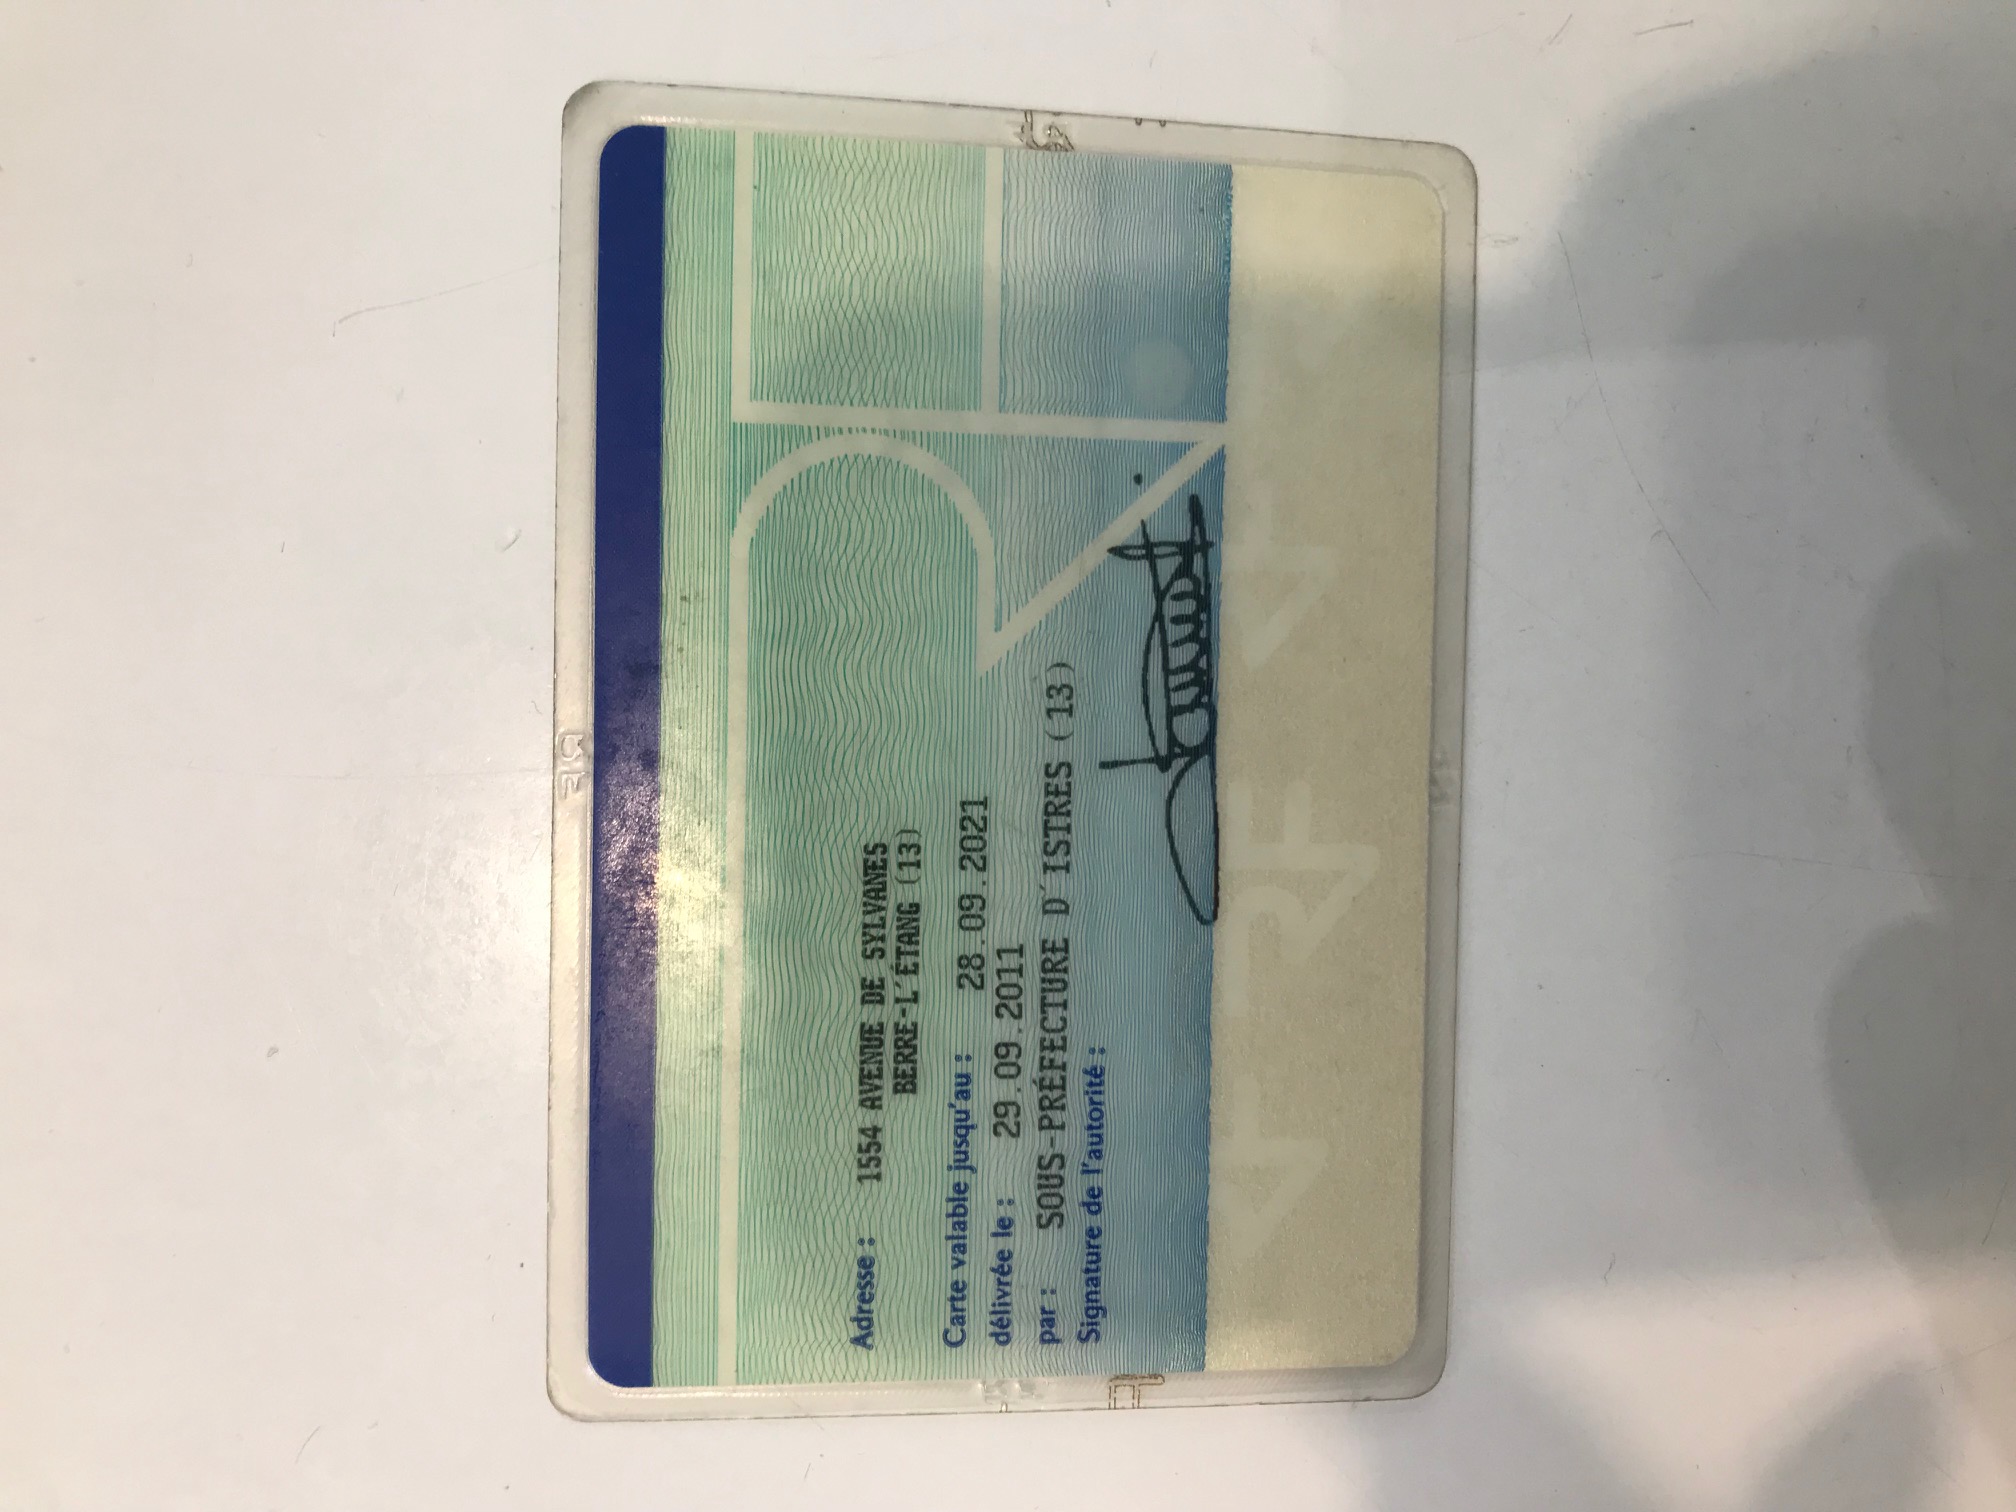 Adresse : 1554 AVENUE DE SYLVANES
BERRE-L'ÉTANG (13)
Carte valable jusqu'au : 28.09.2021
délivrée le : 29.09.2011
par : SOUS-PRÉFECTURE D'ISTRES (13)
Signature de l'autorité :